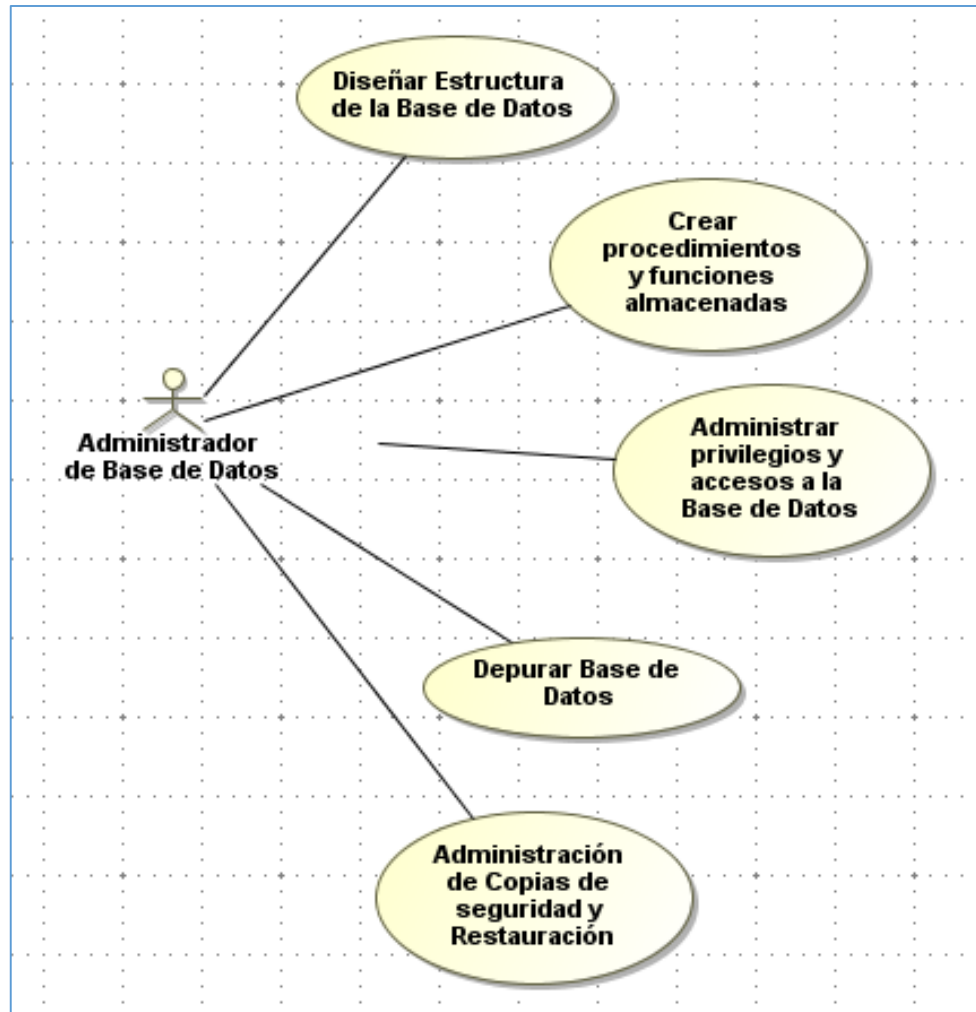 Diseñar Estructura
de la Base de Datos
Crear
procedimientos
y funciones
almacenadas
Administrador
de Base de Datos
Administrar
privilegios y
accesos a la
Base de Datos
Depurar Base de
Datos
Administración
de Copias de
seguridad y
Restauración